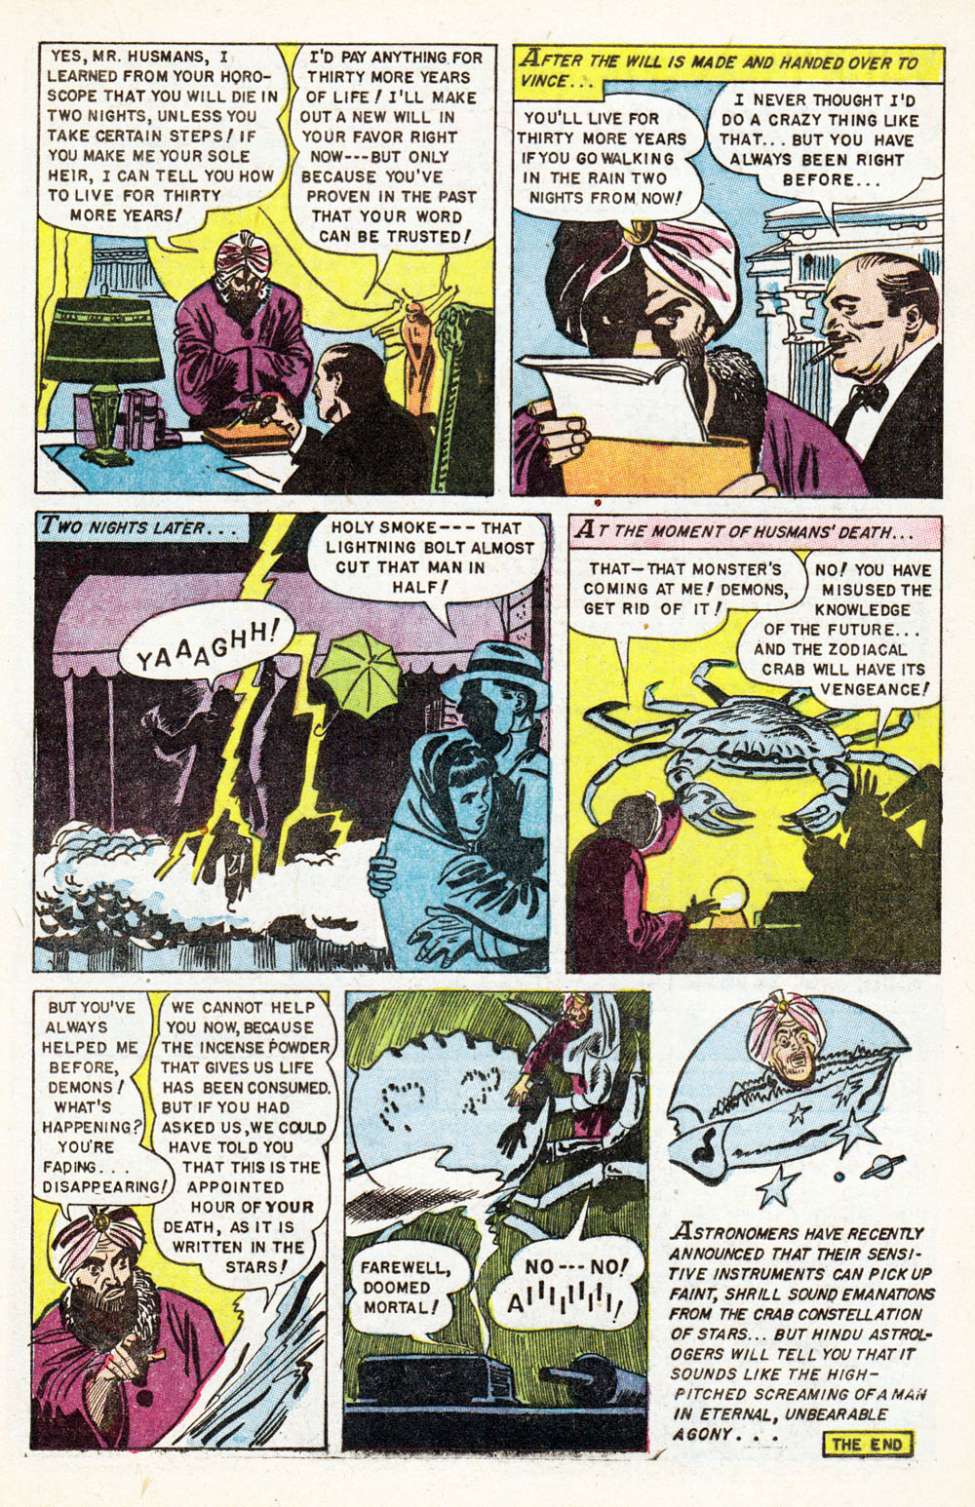 YES, MR. HUSMANS, I
LEARNED FROM YOUR HORO-
SCOPE THAT YOU WILL DIE IN
TWO NIGHTS, UNLESS YOU
TAKE CERTAIN STEPS! IF
YOU MAKE ME YOUR SOLE
HEIR, I CAN TELL YOU HOW
TO LIVE FOR THIRTY
MORE YEARS!
I'D PAY ANYTHING FOR
THIRTY MORE YEARS
OF LIFE! I'LL MAKE
OUT A NEW WILL IN
YOUR FAVOR RIGHT
NOW---BUT ONLY
BECAUSE YOU'VE
PROVEN IN THE PAST
THAT YOUR WORD
CAN BE TRUSTED!
AFTER THE WILL IS MADE AND HANDED OVER TO
VINCE...
YOU'LL LIVE FOR
THIRTY MORE YEARS
IF YOU GO WALKING
IN THE RAIN TWO
NIGHTS FROM NOW!
I NEVER THOUGHT I'D
DO A CRAZY THING LIKE
THAT... BUT YOU HAVE
ALWAYS BEEN RIGHT
BEFORE...
TWO NIGHTS LATER...
YAAAGHH!
HOLY SMOKE--- THAT
LIGHTNING BOLT ALMOST
CUT THAT MAN IN
HALF!
AT THE MOMENT OF HUSMANS' DEATH...
THAT-THAT MONSTER'S
COMING AT ME! DEMONS,
GET RID OF IT!
NO! YOU HAVE
MISUSED THE
KNOWLEDGE
OF THE FUTURE...
AND THE ZODIACAL
CRAB WILL HAVE ITS
VENGEANCE!
BUT YOU'VE
ALWAYS
HELPED ME
BEFORE,
DEMONS!
WHAT'S
HAPPENING?
YOU'RE
FADING...
DISAPPEARING!
WE CANNOT HELP
YOU NOW, BECAUSE
THE INCENSE POWDER
THAT GIVES US LIFE
HAS BEEN CONSUMED.
BUT IF YOU HAD
ASKED US, WE COULD
HAVE TOLD YOU
THAT THIS IS THE
APPOINTED
HOUR OF YOUR
DEATH, AS IT IS
WRITTEN IN THE
STARS!
FAREWELL,
DOOMED
MORTAL!
NO---NO!
AIIIIIIII!
ASTRONOMERS HAVE RECENTLY
ANNOUNCED THAT THEIR SENSI-
TIVE INSTRUMENTS CAN PICK UP
FAINT, SHRILL SOUND EMANATIONS
FROM THE CRAB CONSTELLATION
OF STARS... BUT HINDU ASTROL-
OGERS WILL TELL YOU THAT IT
SOUNDS LIKE THE HIGH-
PITCHED SCREAMING OF A MAN
IN ETERNAL, UNBEARABLE
AGONY...
THE END